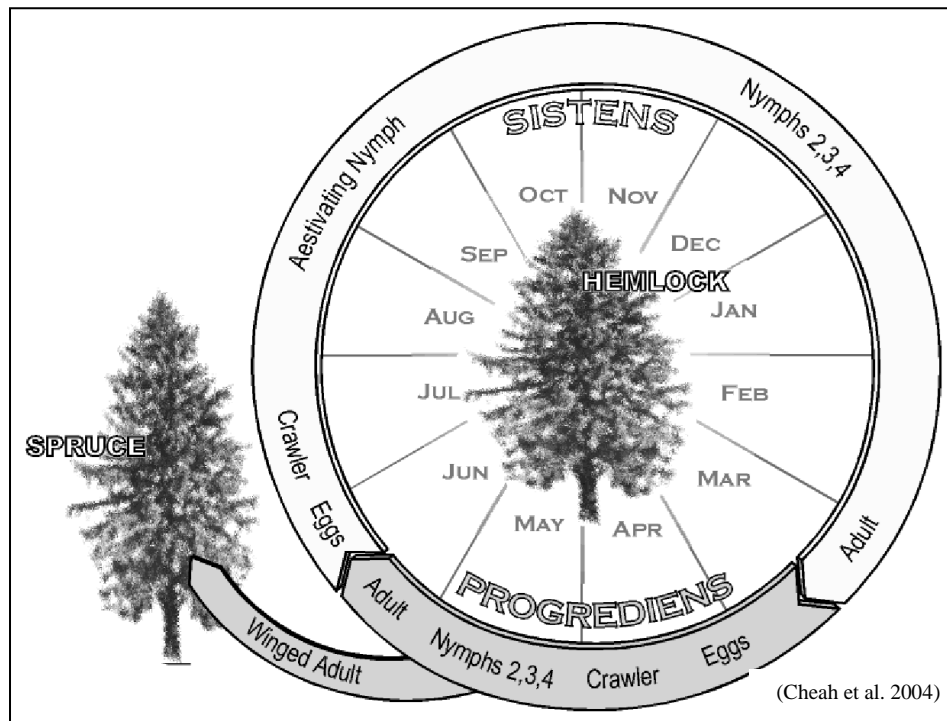 SISTENS
Nymphs 2,3,4
Aestivating Nymph
OCT
NOV
SEP
DEC
HEMLOCK
AUG
JAN
JUL
FEB
SPRUCE
Crawler
Eggs
JUN
MAR
MAY
APR
Adult
PROGREDIENS
Adult
Nymphs 2,3,4
Crawler
Eggs
Winged Adult
(Cheah et al. 2004)